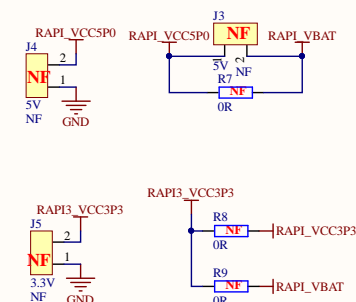 J4
RAPI_VCC5P0
2
NF
1
5V
NF
GND
J3
RAPI_VCC5P0
RAPI_VBAT
5V
1
2
NF
R7
NF
0R
J5
RAPI3_VCC3P3
2
NF
1
3.3V
NF
GND
RAPI3_VCC3P3
R8
NF
RAPI_VCC3P3
0R
R9
NF
RAPI_VBAT
0R